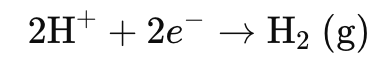 2H⁺ + 2e⁻ → H₂ (g)